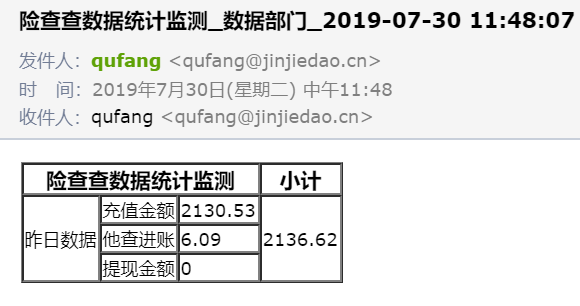 险查查数据统计监测_数据部门_2019-07-30 11:48:07
发件人：qufang <qufang@jinjiedao.cn>
时　间：2019年7月30日(星期二) 中午11:48
收件人：qufang <qufang@jinjiedao.cn>
险查查数据统计监测 小计
昨日数据 充值金额 2130.53 2136.62
他查进账 6.09
提现金额 0